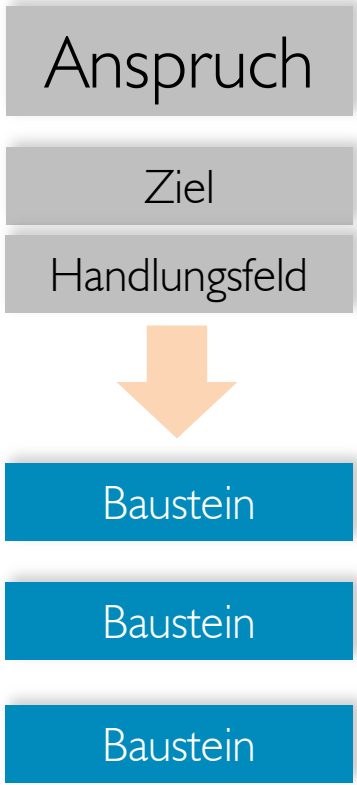 Anspruch
Ziel
Handlungsfeld
Baustein
Baustein
Baustein